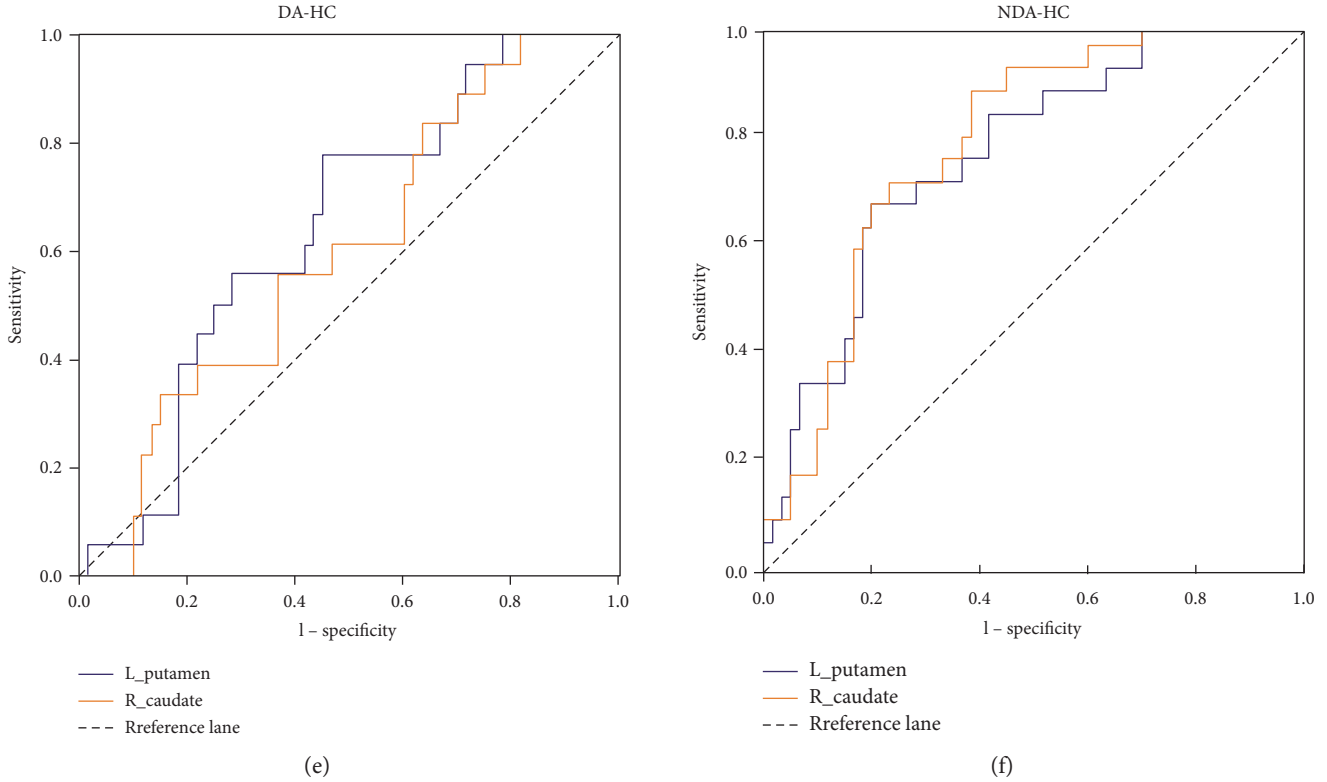 DA-HC
1.0
0.8
0.6
0.4
0.2
0.0
Sensitivity
0.0 0.2 0.4 0.6 0.8 1.0
l – specificity
L_putamen
R_caudate
Rreference lane
(e)
NDA-HC
1.0
0.8
0.6
0.4
0.2
0.0
Sensitivity
0.0 0.2 0.4 0.6 0.8 1.0
l – specificity
L_putamen
R_caudate
Rreference lane
(f)